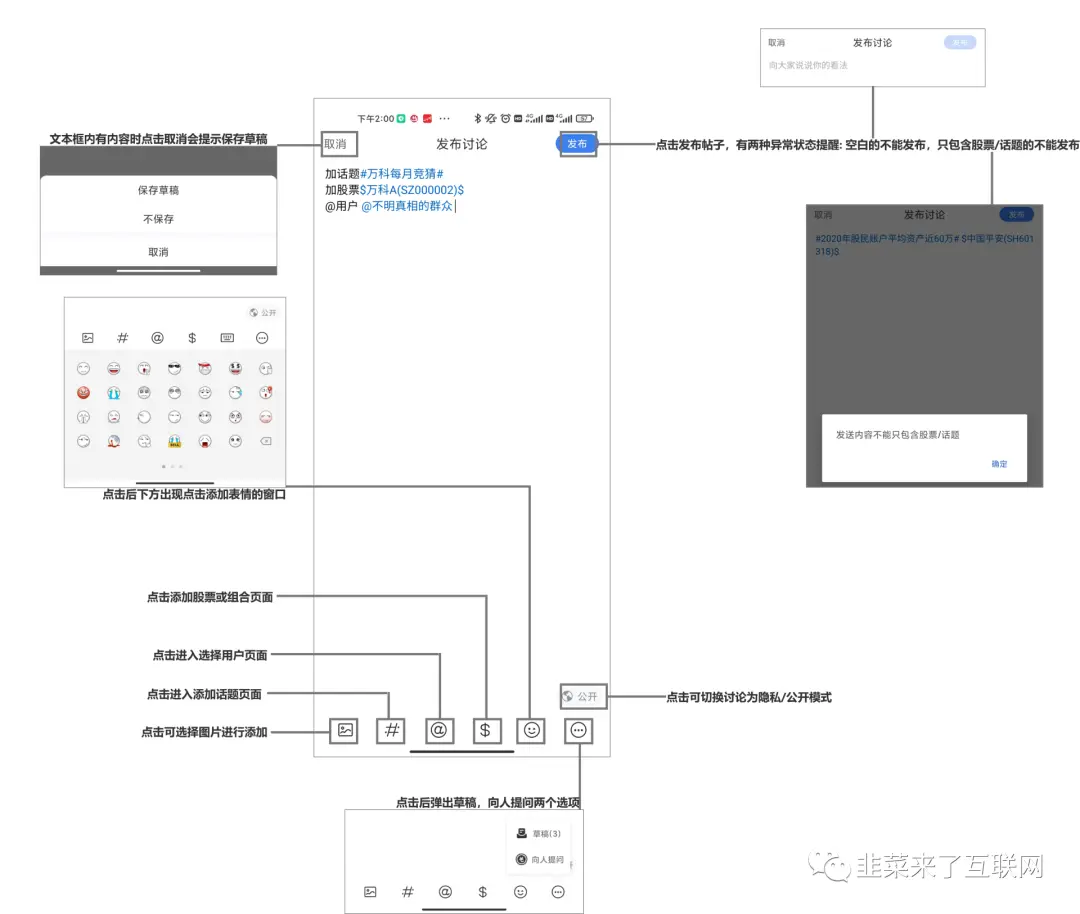 取消
发布讨论
发布
向大家说说你的看法
下午2:00
HD
4G
HD
4G
97
文本框内有内容时点击取消会提示保存草稿
取消
发布讨论
发布
点击发布帖子，有两种异常状态提醒: 空白的不能发布，只包含股票/话题的不能发布
加话题#万科每月竞猜#
加股票$万科A(SZ000002)$
@用户 @不明真相的群众
保存草稿
不保存
取消
取消
发布讨论
发布
#2020年股民账户平均资产近60万# $中国平安(SH601
318)$
发送内容不能只包含股票/话题
确定
公开
# @ $
点击后下方出现点击添加表情的窗口
点击添加股票或组合页面
点击进入选择用户页面
点击进入添加话题页面
点击可选择图片进行添加
公开
点击可切换讨论为隐私/公开模式
# @ $
点击后弹出草稿，向人提问两个选项
草稿(3)
向人提问
# @ $
韭菜来了互联网